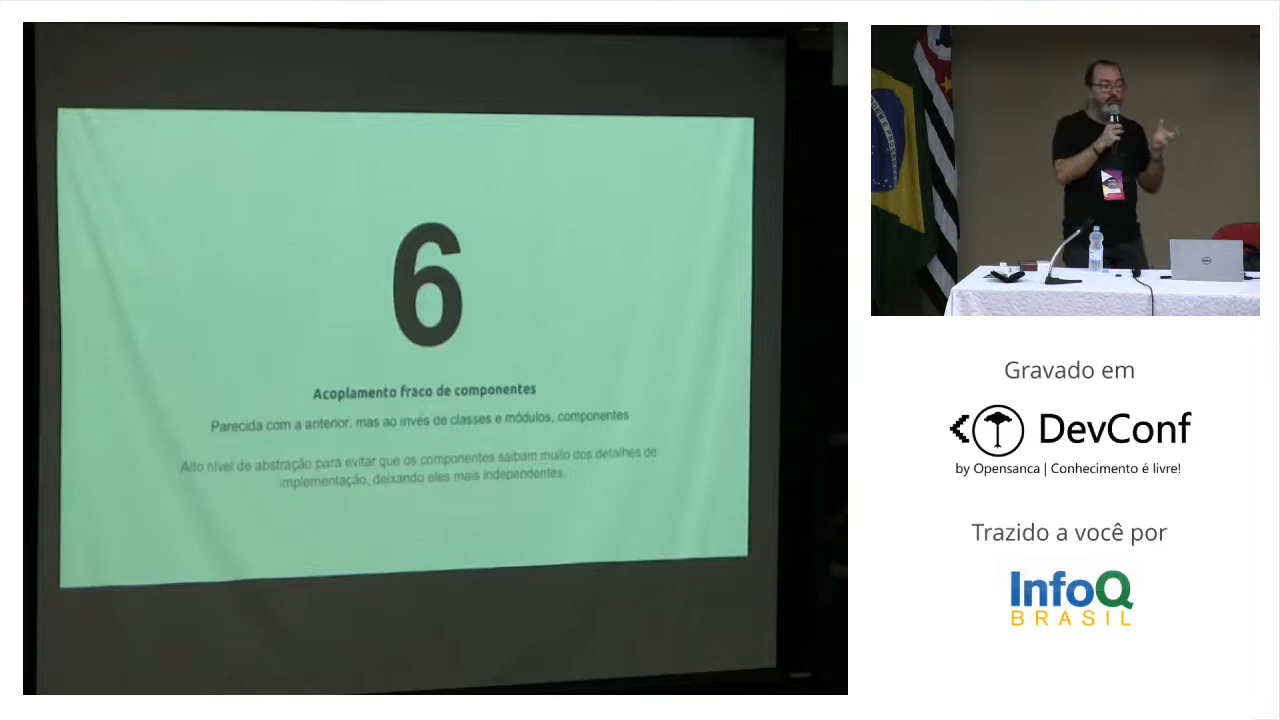 6
Acoplamento fraco de componentes
Parecida com a anterior, mas ao invés de classes e módulos, componentes
Alto nível de abstração para evitar que os componentes saibam muito dos detalhes de
implementação, deixando eles mais independentes.
Gravado em
DevConf
by Opensanca | Conhecimento é livre!
Trazido a você por
InfoQ
BRASIL